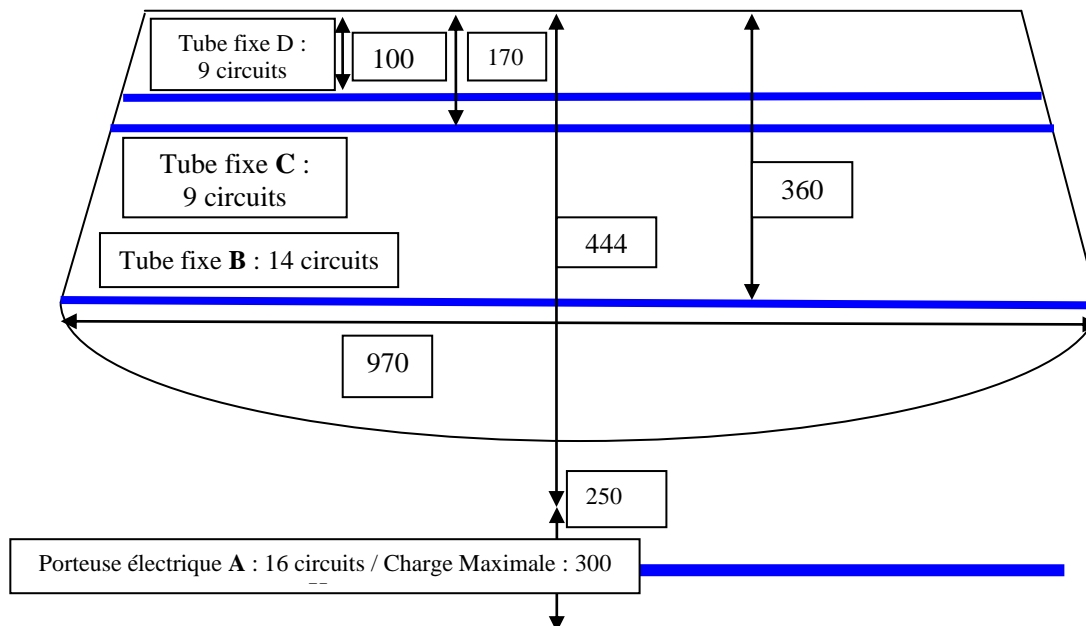 Tube fixe D :
9 circuits
100
170
Tube fixe C :
9 circuits
360
444
Tube fixe B : 14 circuits
970
250
Porteuse électrique A : 16 circuits / Charge Maximale : 300